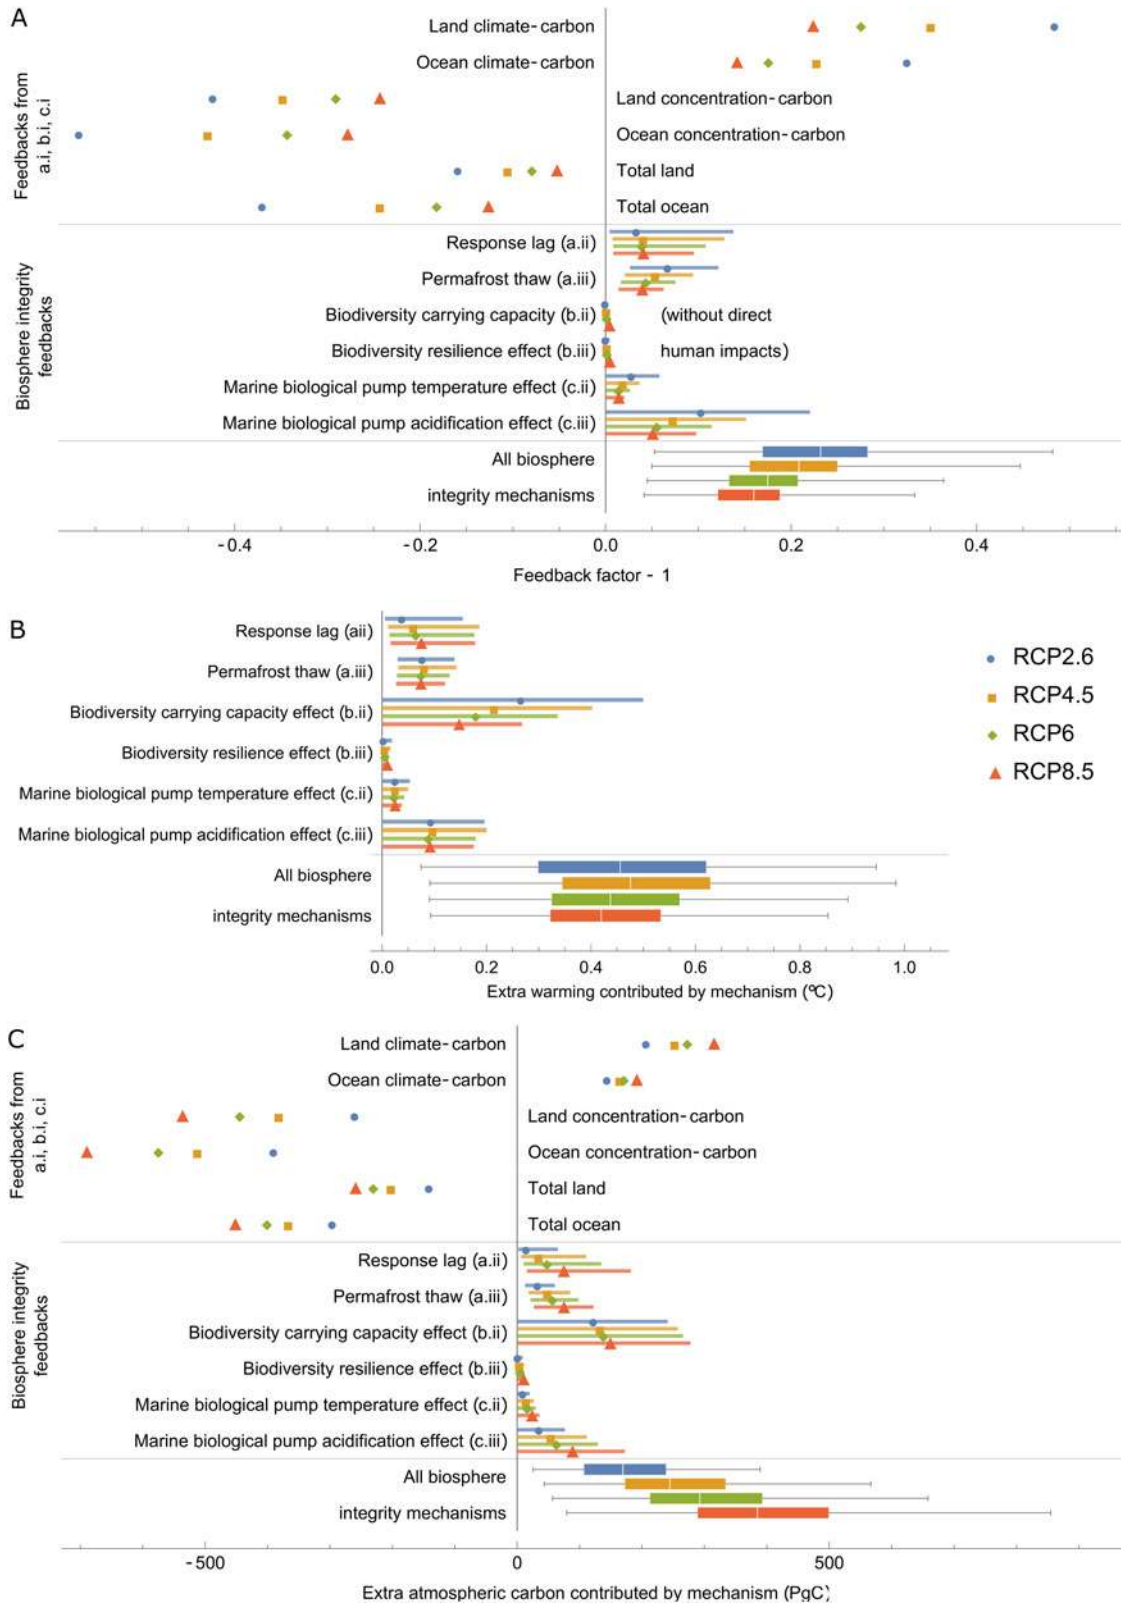 A
Land climate-carbon
Ocean climate-carbon
Land concentration-carbon
Ocean concentration-carbon
Total land
Total ocean
Feedbacks from
a.i, b.i, c.i
Response lag (a.ii)
Permafrost thaw (a.iii)
Biodiversity carrying capacity (b.ii)
(without direct
Biodiversity resilience effect (b.iii)
human impacts)
Marine biological pump temperature effect (c.ii)
Marine biological pump acidification effect (c.iii)
Biosphere integrity
feedbacks
All biosphere
integrity mechanisms
-0.4
-0.2
0.0
0.2
0.4
Feedback factor - 1
B
Response lag (aii)
Permafrost thaw (a.iii)
Biodiversity carrying capacity effect (b.ii)
Biodiversity resilience effect (b.iii)
Marine biological pump temperature effect (c.ii)
Marine biological pump acidification effect (c.iii)
All biosphere
integrity mechanisms
0.0
0.2
0.4
0.6
0.8
1.0
Extra warming contributed by mechanism (ºC)
RCP2.6
RCP4.5
RCP6
RCP8.5
C
Land climate-carbon
Ocean climate-carbon
Land concentration-carbon
Ocean concentration-carbon
Total land
Total ocean
Feedbacks from
a.i, b.i, c.i
Response lag (a.ii)
Permafrost thaw (a.iii)
Biodiversity carrying capacity effect (b.ii)
Biodiversity resilience effect (b.iii)
Marine biological pump temperature effect (c.ii)
Marine biological pump acidification effect (c.iii)
Biosphere integrity
feedbacks
All biosphere
integrity mechanisms
-500
0
500
Extra atmospheric carbon contributed by mechanism (PgC)